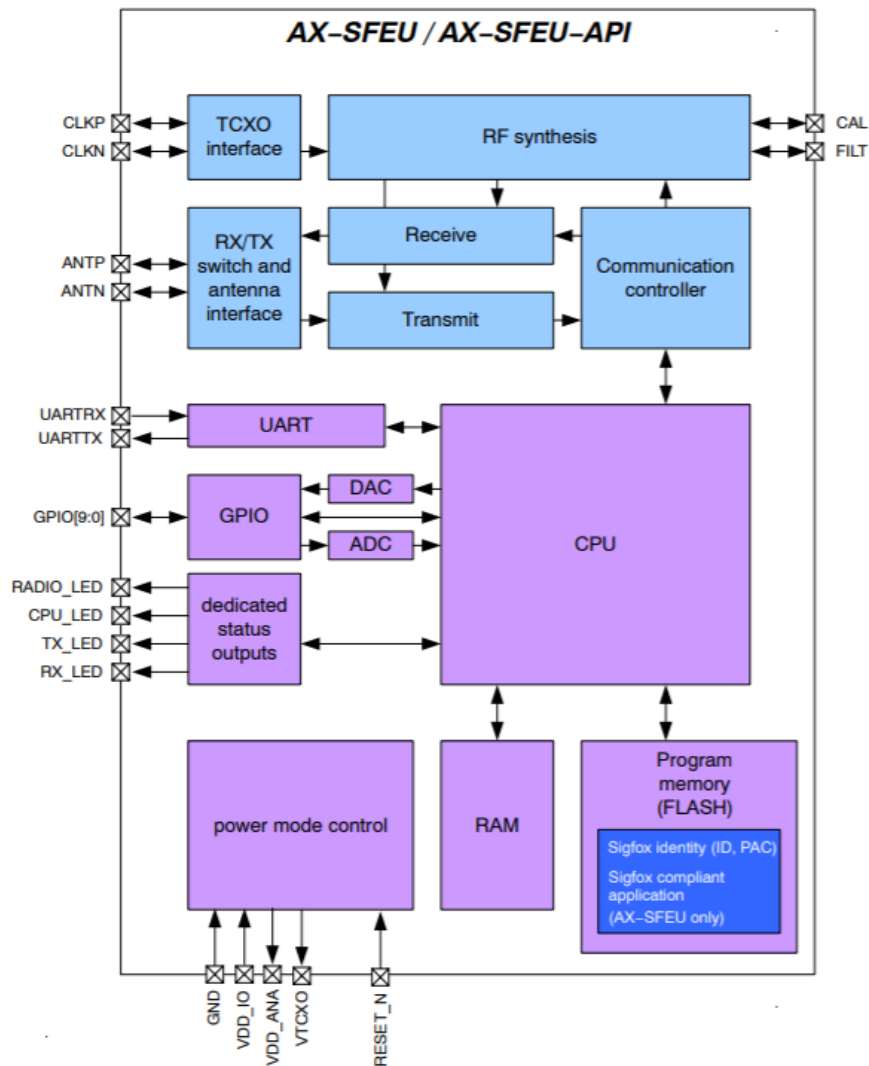 AX-SFEU / AX-SFEU-API
CLKP
CLKN
TCXO
interface
RF synthesis
CAL
FILT
ANTP
ANTN
RX/TX
switch and
antenna
interface
Receive
Transmit
Communication
controller
UARTRX
UARTTX
UART
GPIO[9:0]
GPIO
DAC
ADC
CPU
RADIO_LED
CPU_LED
TX_LED
RX_LED
dedicated
status
outputs
power mode control
RAM
Program
memory
(FLASH)
Sigfox identity (ID, PAC)
Sigfox compliant
application
(AX-SFEU only)
GND
VDD_IO
VDD_ANA
VTCXO
RESET_N